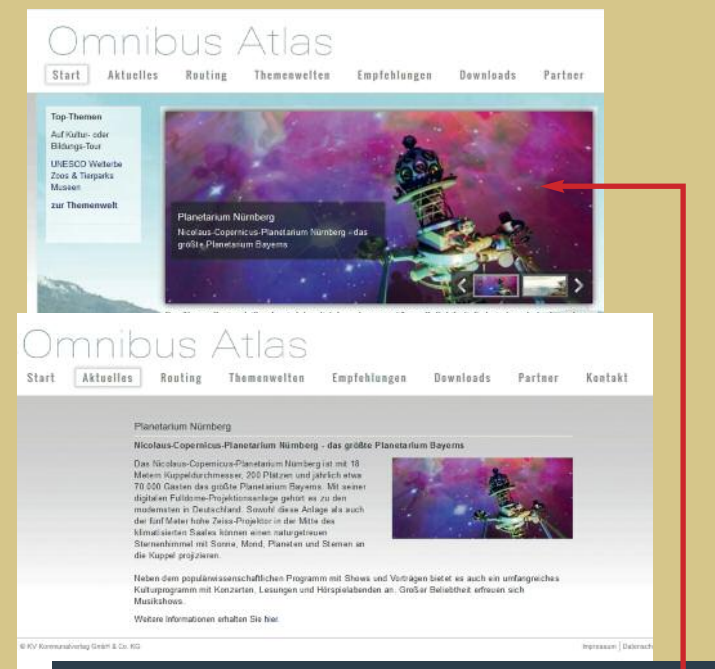 Omnibus Atlas
Start Aktuelles Routing Themenwelten Empfehlungen Downloads Partner
Top-Themen
Auf Kultur- oder
Bildungs-Tour
UNESCO Welterbe
Zoos & Tierparks
Museen
zur Themenwelt
Planetarium Nürnberg
Nicolaus-Copernicus-Planetarium Nürnberg - das
größte Planetarium Bayerns
Omnibus Atlas
Start Aktuelles Routing Themenwelten Empfehlungen Downloads Partner Kontakt
Planetarium Nürnberg
Nicolaus-Copernicus-Planetarium Nürnberg - das größte Planetarium Bayerns
Das Nicolaus-Copernicus-Planetarium Nürnberg ist mit 18
Metern Kuppeldurchmesser, 200 Plätzen und jährlich etwa
70.000 Gästen das größte Planetarium Bayerns. Mit seiner
digitalen Fulldome-Projektionsanlage gehört es zu den
modernsten in Deutschland. Sowohl diese Anlage als auch
der fünf Meter hohe Zeiss-Projektor in der Mitte des
klimatisierten Saales können einen naturgetreuen
Sternenhimmel mit Sonne, Mond, Planeten und Sternen an
die Kuppel projizieren.
Neben dem populärwissenschaftlichen Programm mit Shows und Vorträgen bietet es auch ein umfangreiches
Kulturprogramm mit Konzerten, Lesungen und Hörspielabenden an. Großer Beliebtheit erfreuen sich
Musikshows.
Weitere Informationen erhalten Sie hier.
© KV Kommunalverlag GmbH & Co. KG
Impressum | Datensch